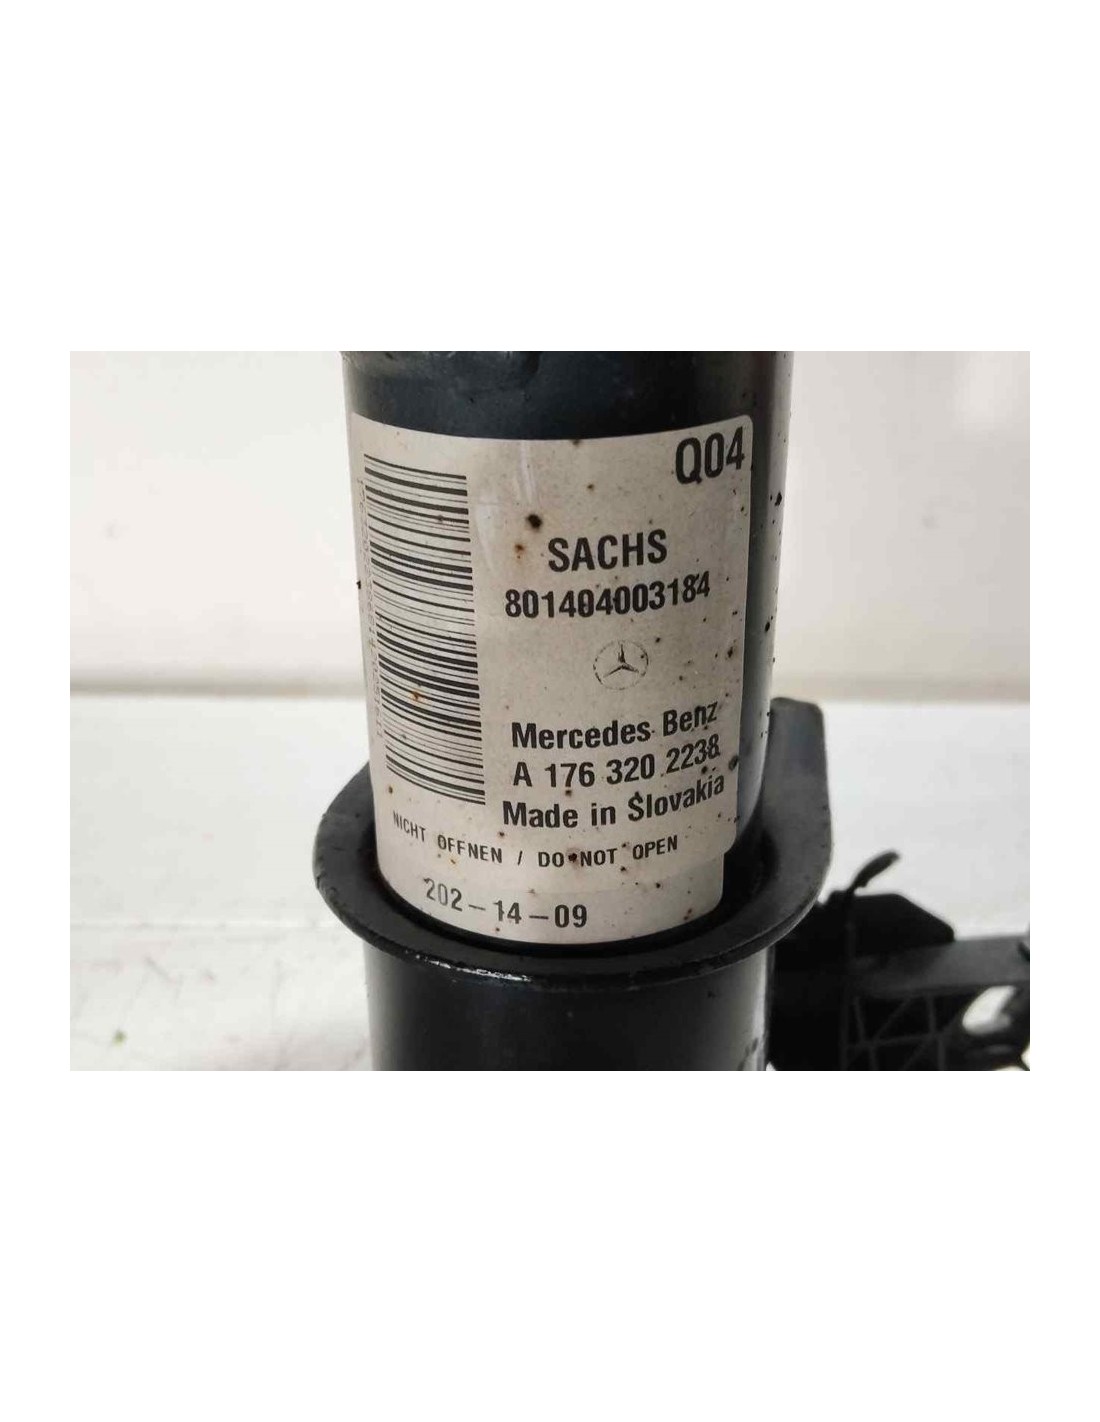 Q04
SACHS
801404003184
Mercedes Benz
A 176 320 2238
Made in Slovakia
NICHT OFFNEN / DO NOT OPEN
202-14-09